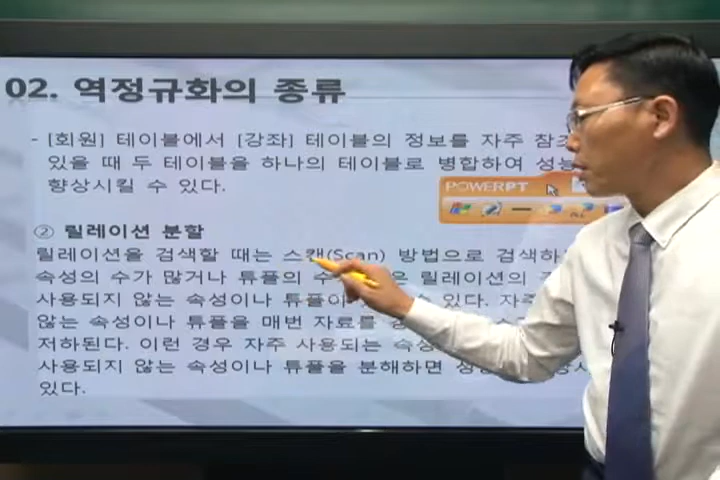 02. 역정규화의 종류
- [회원] 테이블에서 [강좌] 테이블의 정보를 자주 참조
있을 때 두 테이블을 하나의 테이블로 병합하여 성능
향상시킬 수 있다.
POWERPT
② 릴레이션 분할
릴레이션을 검색할 때는 스캔(Scan) 방법으로 검색하
속성의 수가 많거나 튜플의 릴레이션의
사용되지 않는 속성이나 튜플이 수 있다. 자주
않는 속성이나 튜플을 매번 자료를
저하된다. 이런 경우 자주 사용되는 속성
사용되지 않는 속성이나 튜플을 분해하면
있다.